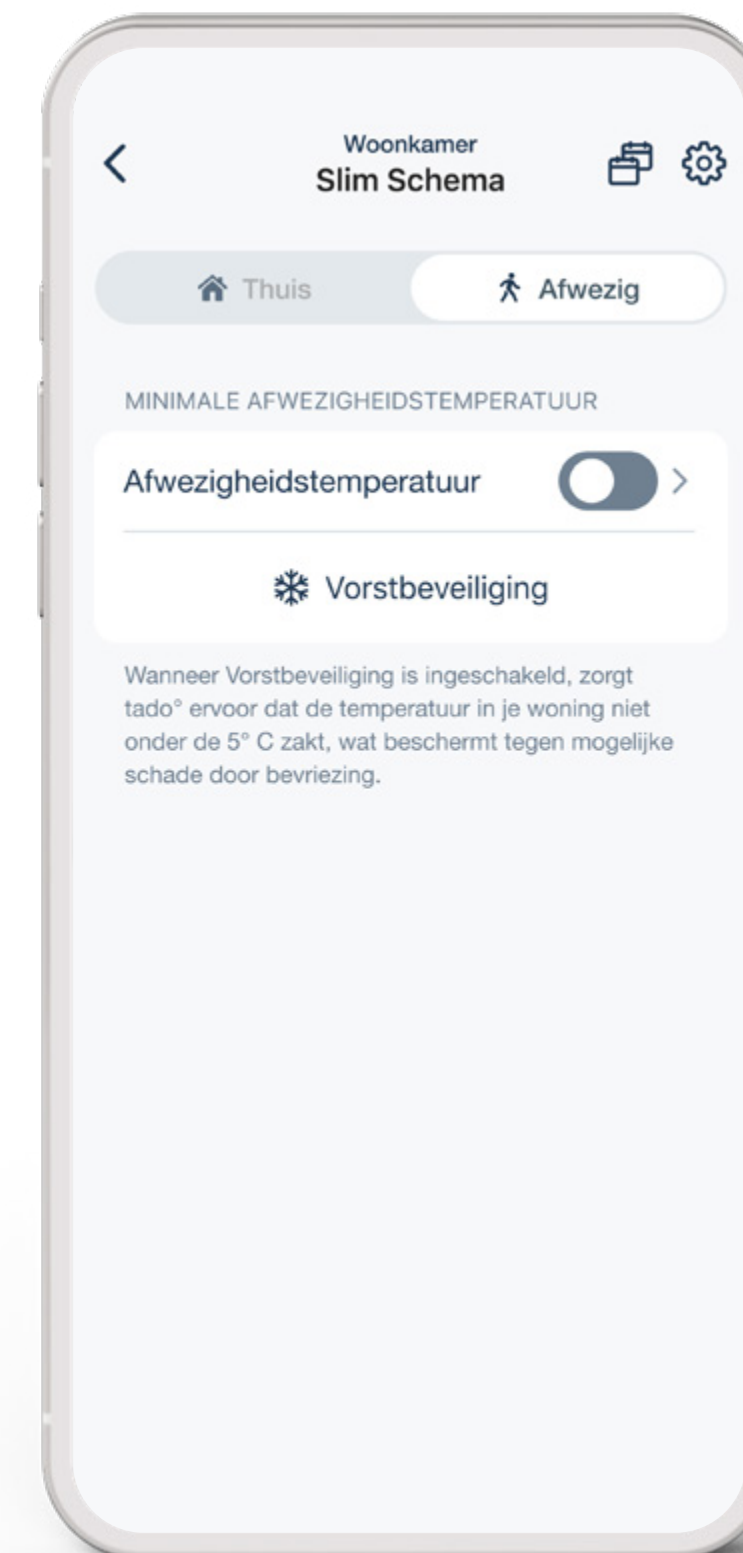 Woonkamer
Slim Schema
Thuis
Afwezig
MINIMALE AFWEZIGHEIDSTEMPERATUUR
Afwezigheidstemperatuur
Vorstbeveiliging
Wanneer Vorstbeveiliging is ingeschakeld, zorgt
tado° ervoor dat de temperatuur in je woning niet
onder de 5° C zakt, wat beschermt tegen mogelijke
schade door bevriezing.